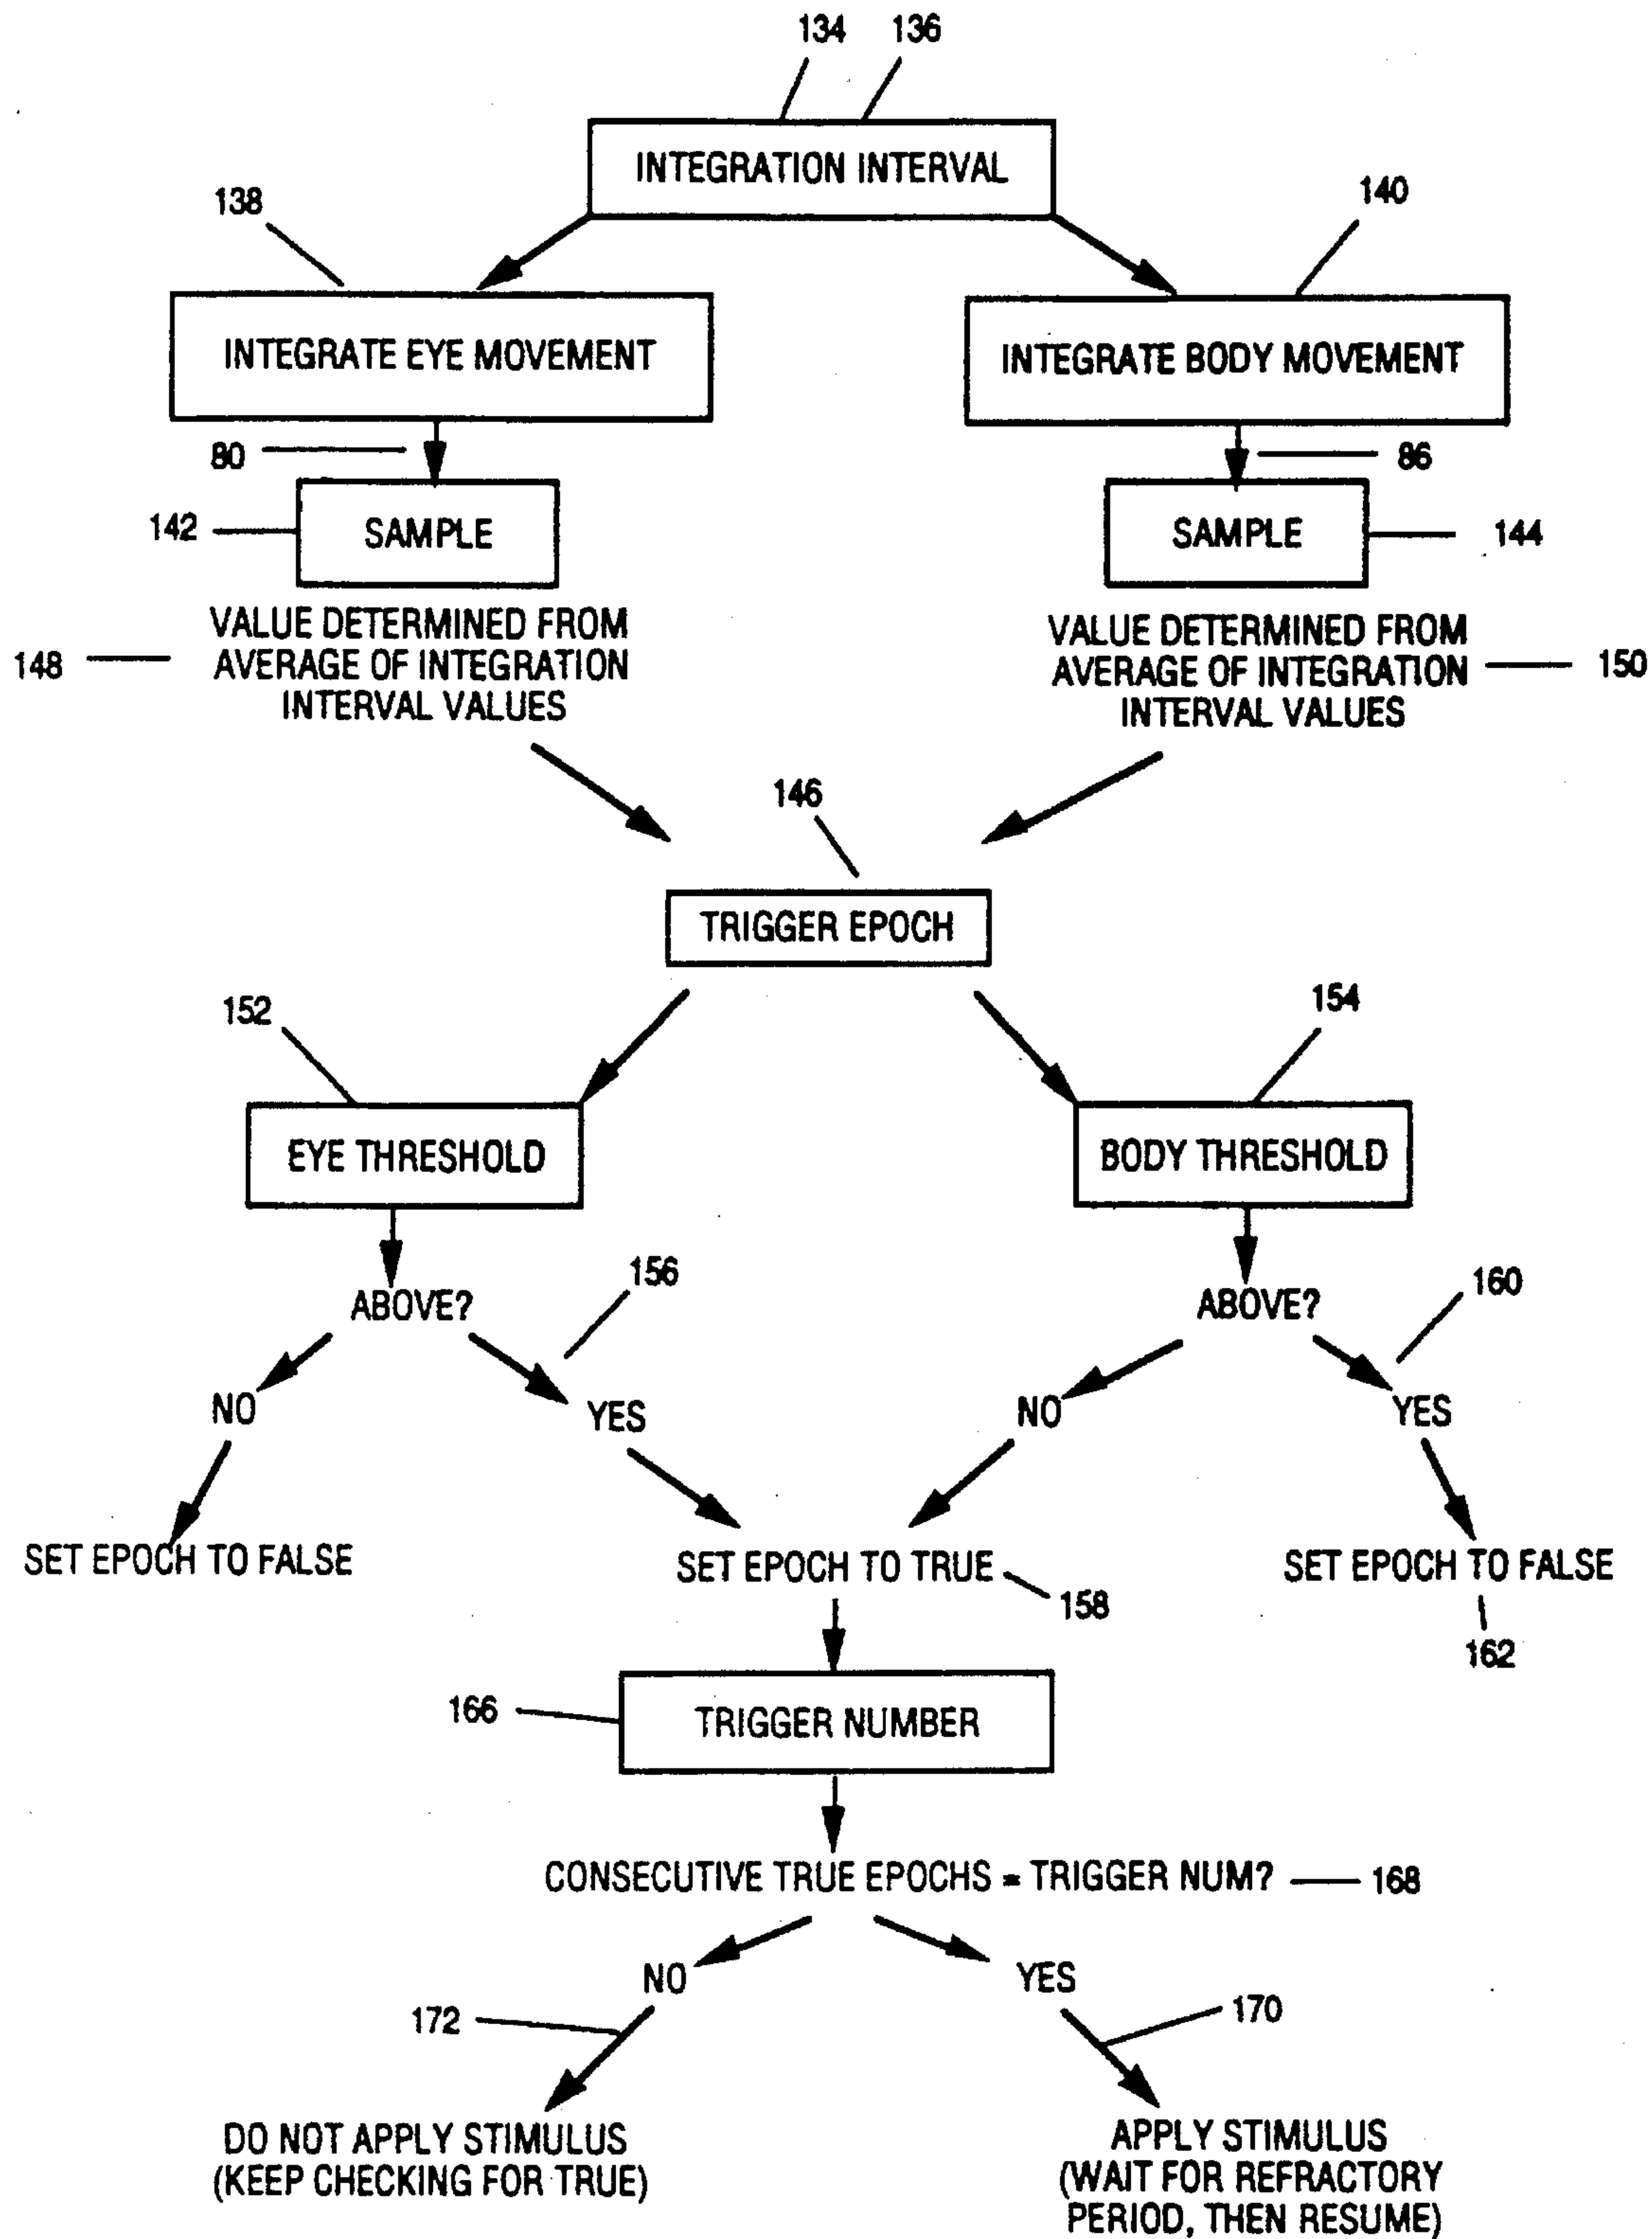 134 136
INTEGRATION INTERVAL
138
140
INTEGRATE EYE MOVEMENT
INTEGRATE BODY MOVEMENT
80
86
142
SAMPLE
SAMPLE
144
148
VALUE DETERMINED FROM
AVERAGE OF INTEGRATION
INTERVAL VALUES
VALUE DETERMINED FROM
AVERAGE OF INTEGRATION
INTERVAL VALUES
150
146
TRIGGER EPOCH
152
154
EYE THRESHOLD
BODY THRESHOLD
ABOVE?
156
ABOVE?
160
NO
YES
NO
YES
SET EPOCH TO FALSE
SET EPOCH TO TRUE
158
SET EPOCH TO FALSE
162
166
TRIGGER NUMBER
CONSECUTIVE TRUE EPOCHS = TRIGGER NUM?
168
NO
YES
172
170
DO NOT APPLY STIMULUS
(KEEP CHECKING FOR TRUE)
APPLY STIMULUS
(WAIT FOR REFRACTORY
PERIOD, THEN RESUME)